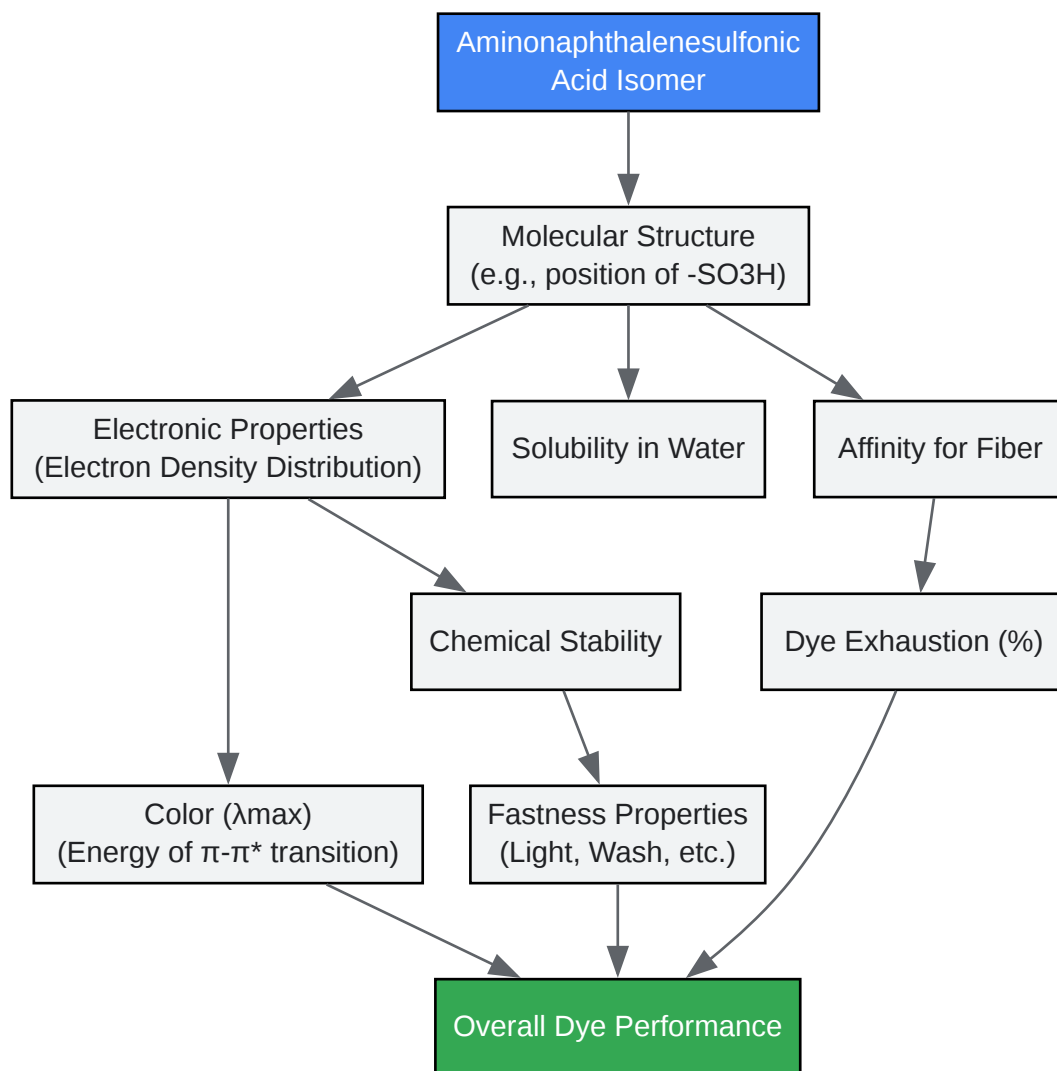 Aminonaphthalenesulfonic
Acid Isomer
Molecular Structure
(e.g., position of -SO3H)
Electronic Properties
(Electron Density Distribution)
Solubility in Water
Affinity for Fiber
Chemical Stability
Dye Exhaustion (%)
Color (λmax)
(Energy of π-π* transition)
Fastness Properties
(Light, Wash, etc.)
Overall Dye Performance